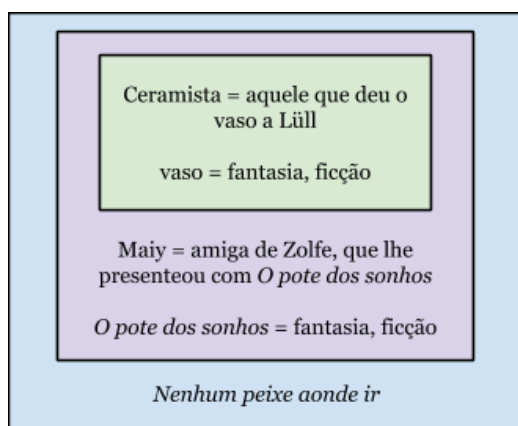 Ceramista = aquele que deu o
vaso a Lüll
vaso = fantasia, ficção
Maiy = amiga de Zolfe, que lhe
presenteou com O pote dos sonhos
O pote dos sonhos = fantasia, ficção
Nenhum peixe aonde ir